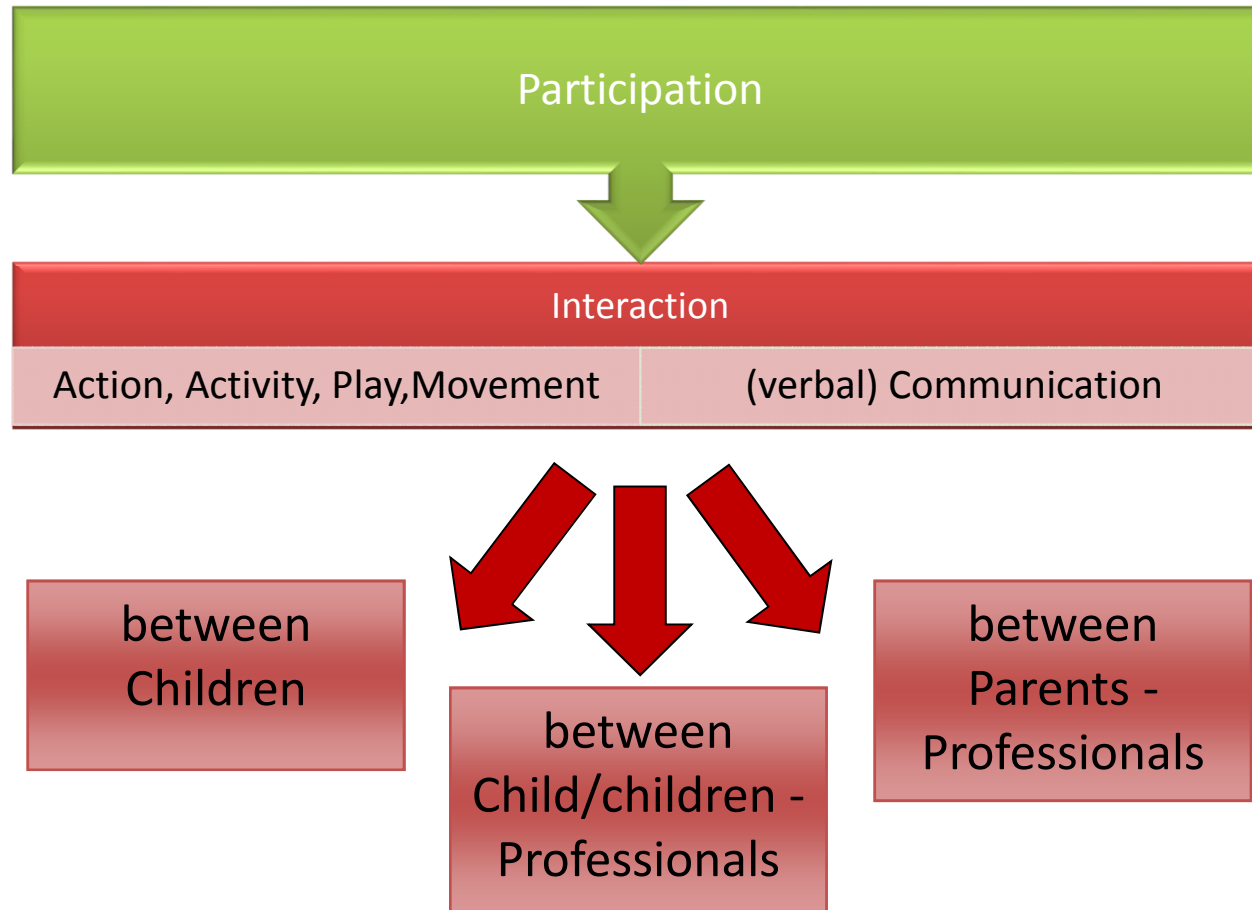 Participation
Interaction
Action, Activity, Play,Movement
(verbal) Communication
between
Children
between
Child/children -
Professionals
between
Parents -
Professionals